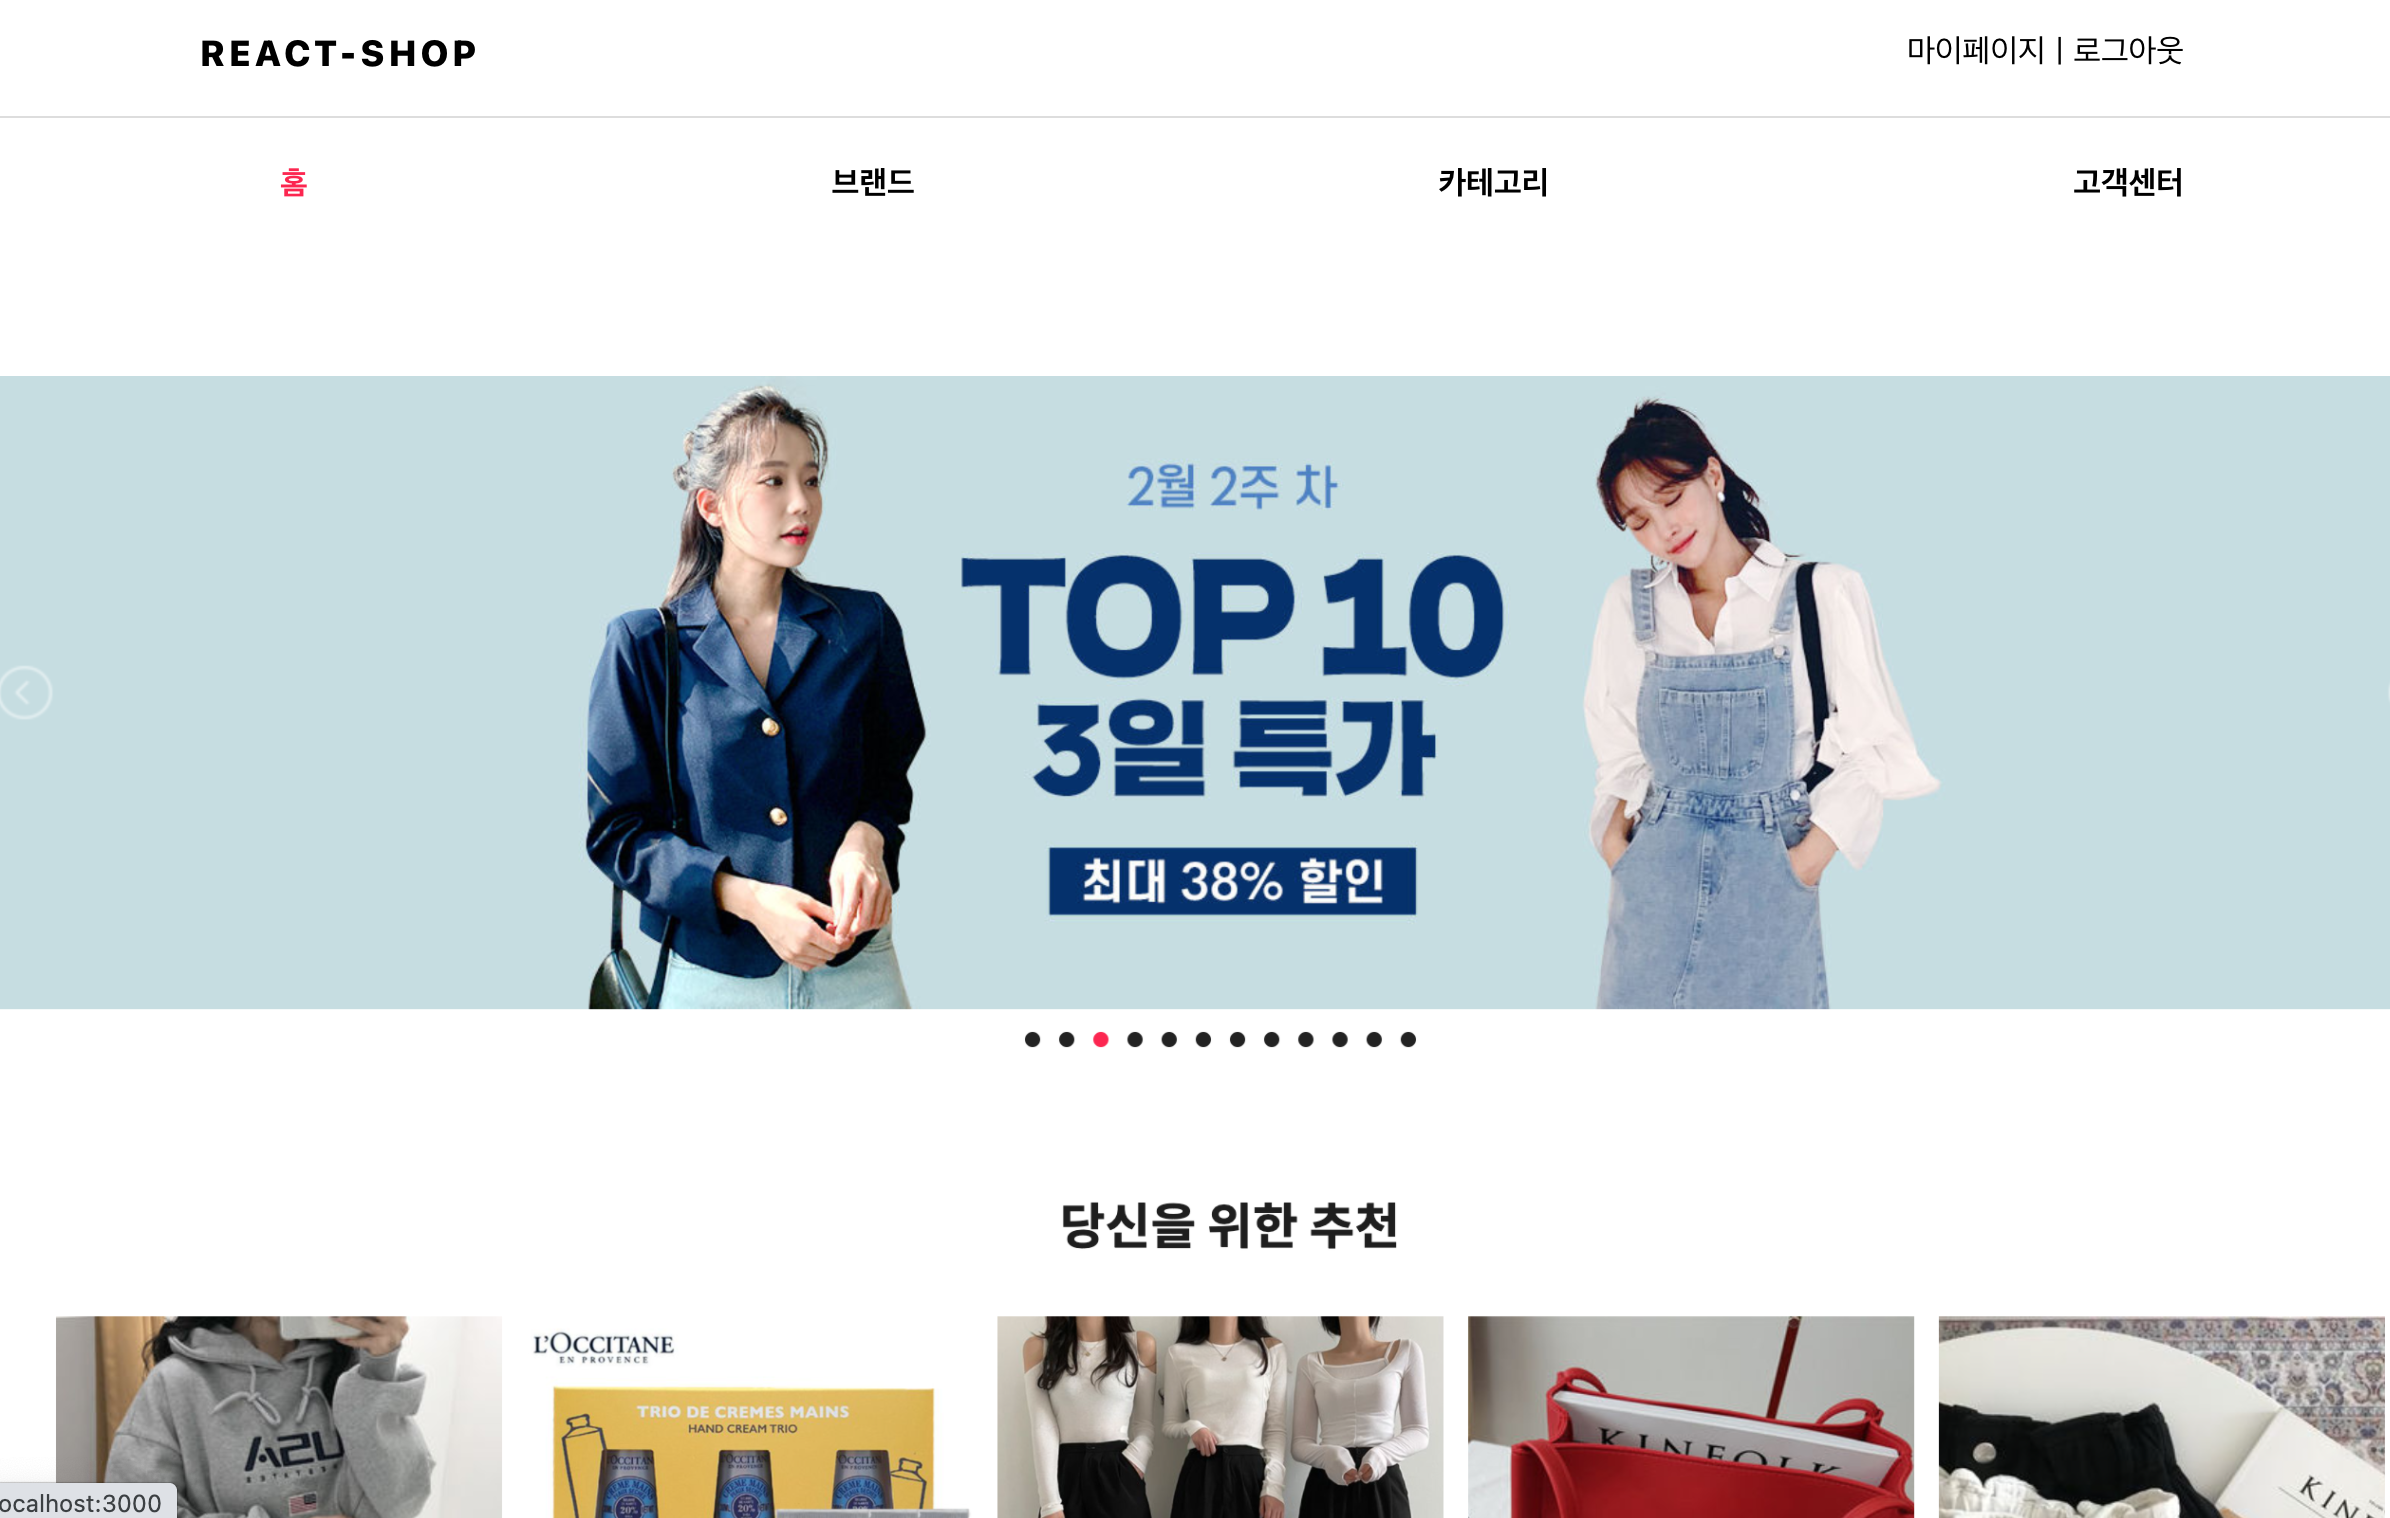 REACT-SHOP
마이페이지 | 로그아웃
홈 브랜드 카테고리 고객센터
2월 2주 차
TOP 10
3일 특가
최대 38% 할인
당신을 위한 추천
L'OCCITANE
EN PROVENCE
TRIO DE CREMES MAINS
HAND CREAM TRIO
20%
20%
KINFOLK
ocalhost:3000